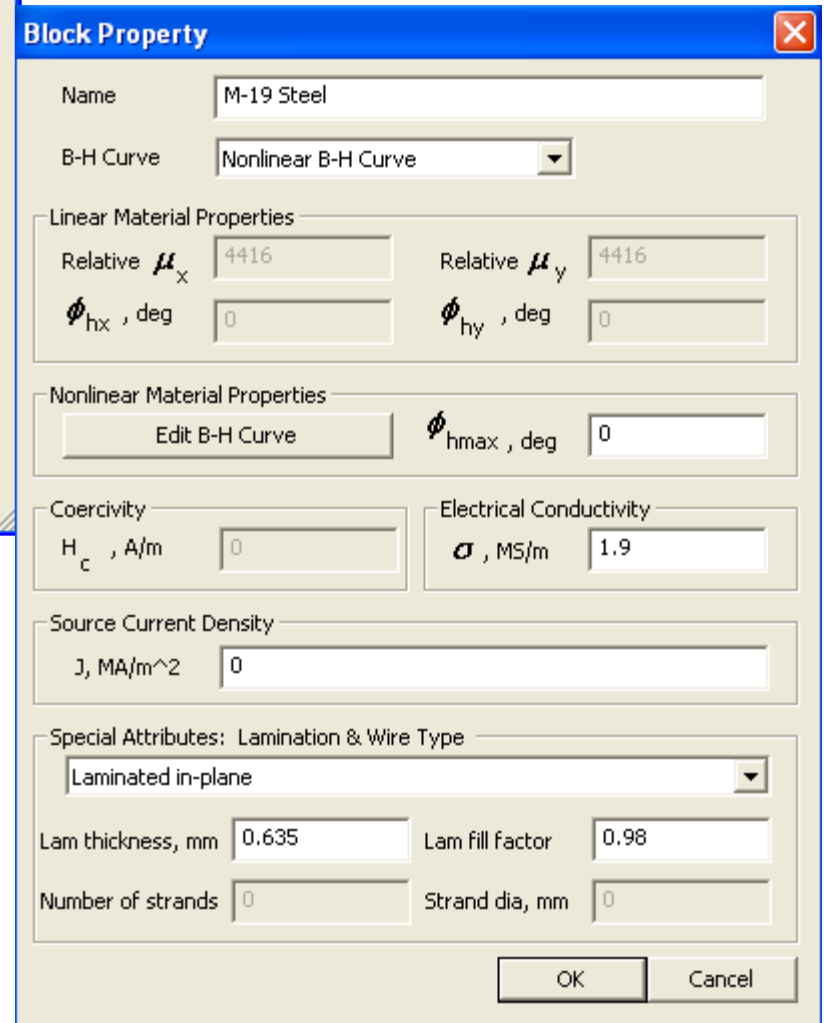 Block Property
Name M-19 Steel
B-H Curve Nonlinear B-H Curve
Linear Material Properties
Relative μx 4416 Relative μy 4416
ϕhx , deg 0 ϕhy , deg 0
Nonlinear Material Properties
Edit B-H Curve ϕhmax , deg 0
Coercivity Electrical Conductivity
Hc , A/m 0 σ , MS/m 1.9
Source Current Density
J, MA/m^2 0
Special Attributes: Lamination & Wire Type
Laminated in-plane
Lam thickness, mm 0.635 Lam fill factor 0.98
Number of strands 0 Strand dia, mm 0
OK Cancel